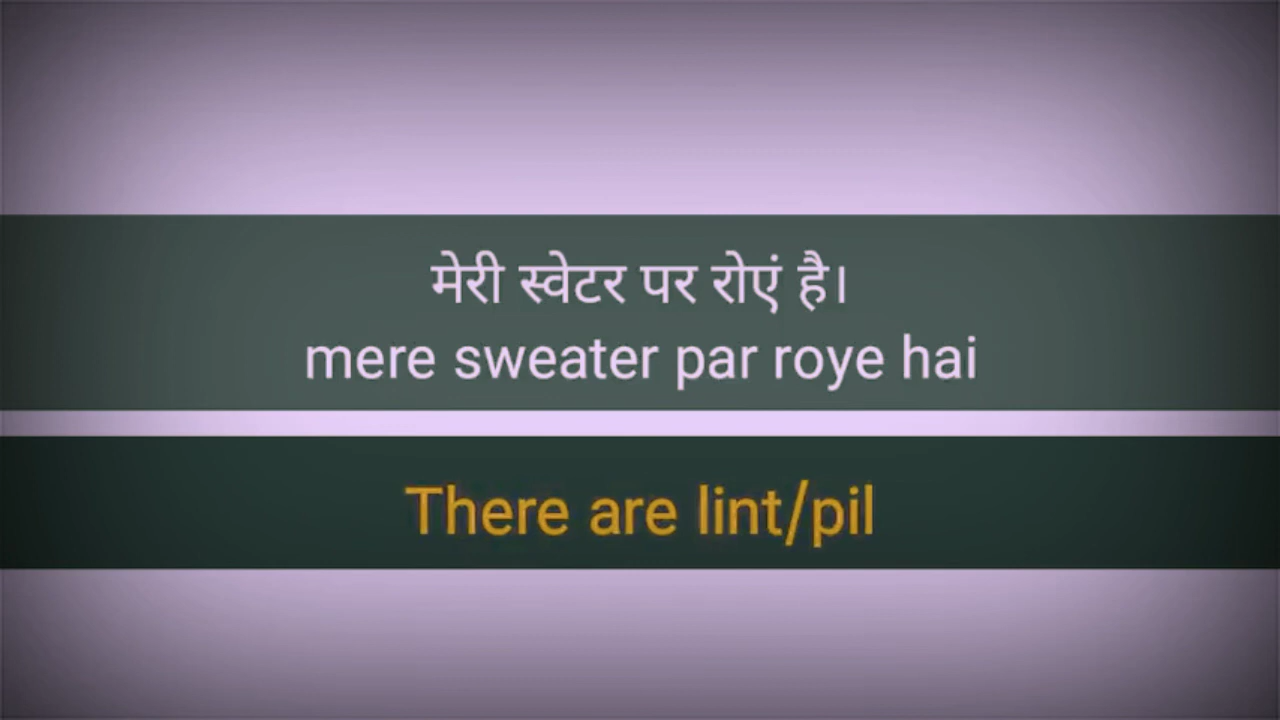 मेरी स्वेटर पर रोएं है।
mere sweater par roye hai
There are lint/pil